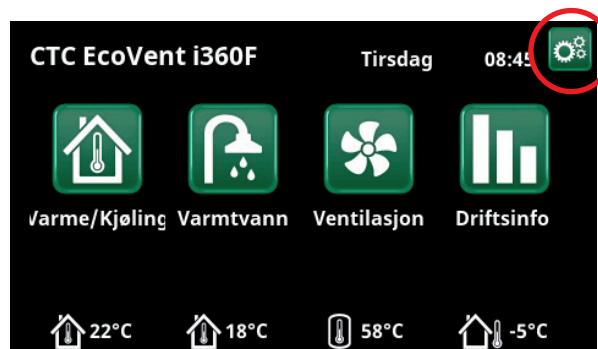 CTC EcoVent i360F Tirsdag 08:45
Varme/Kjøling Varmtvann Ventilasjon Driftsinfo
22°C 18°C 58°C -5°C